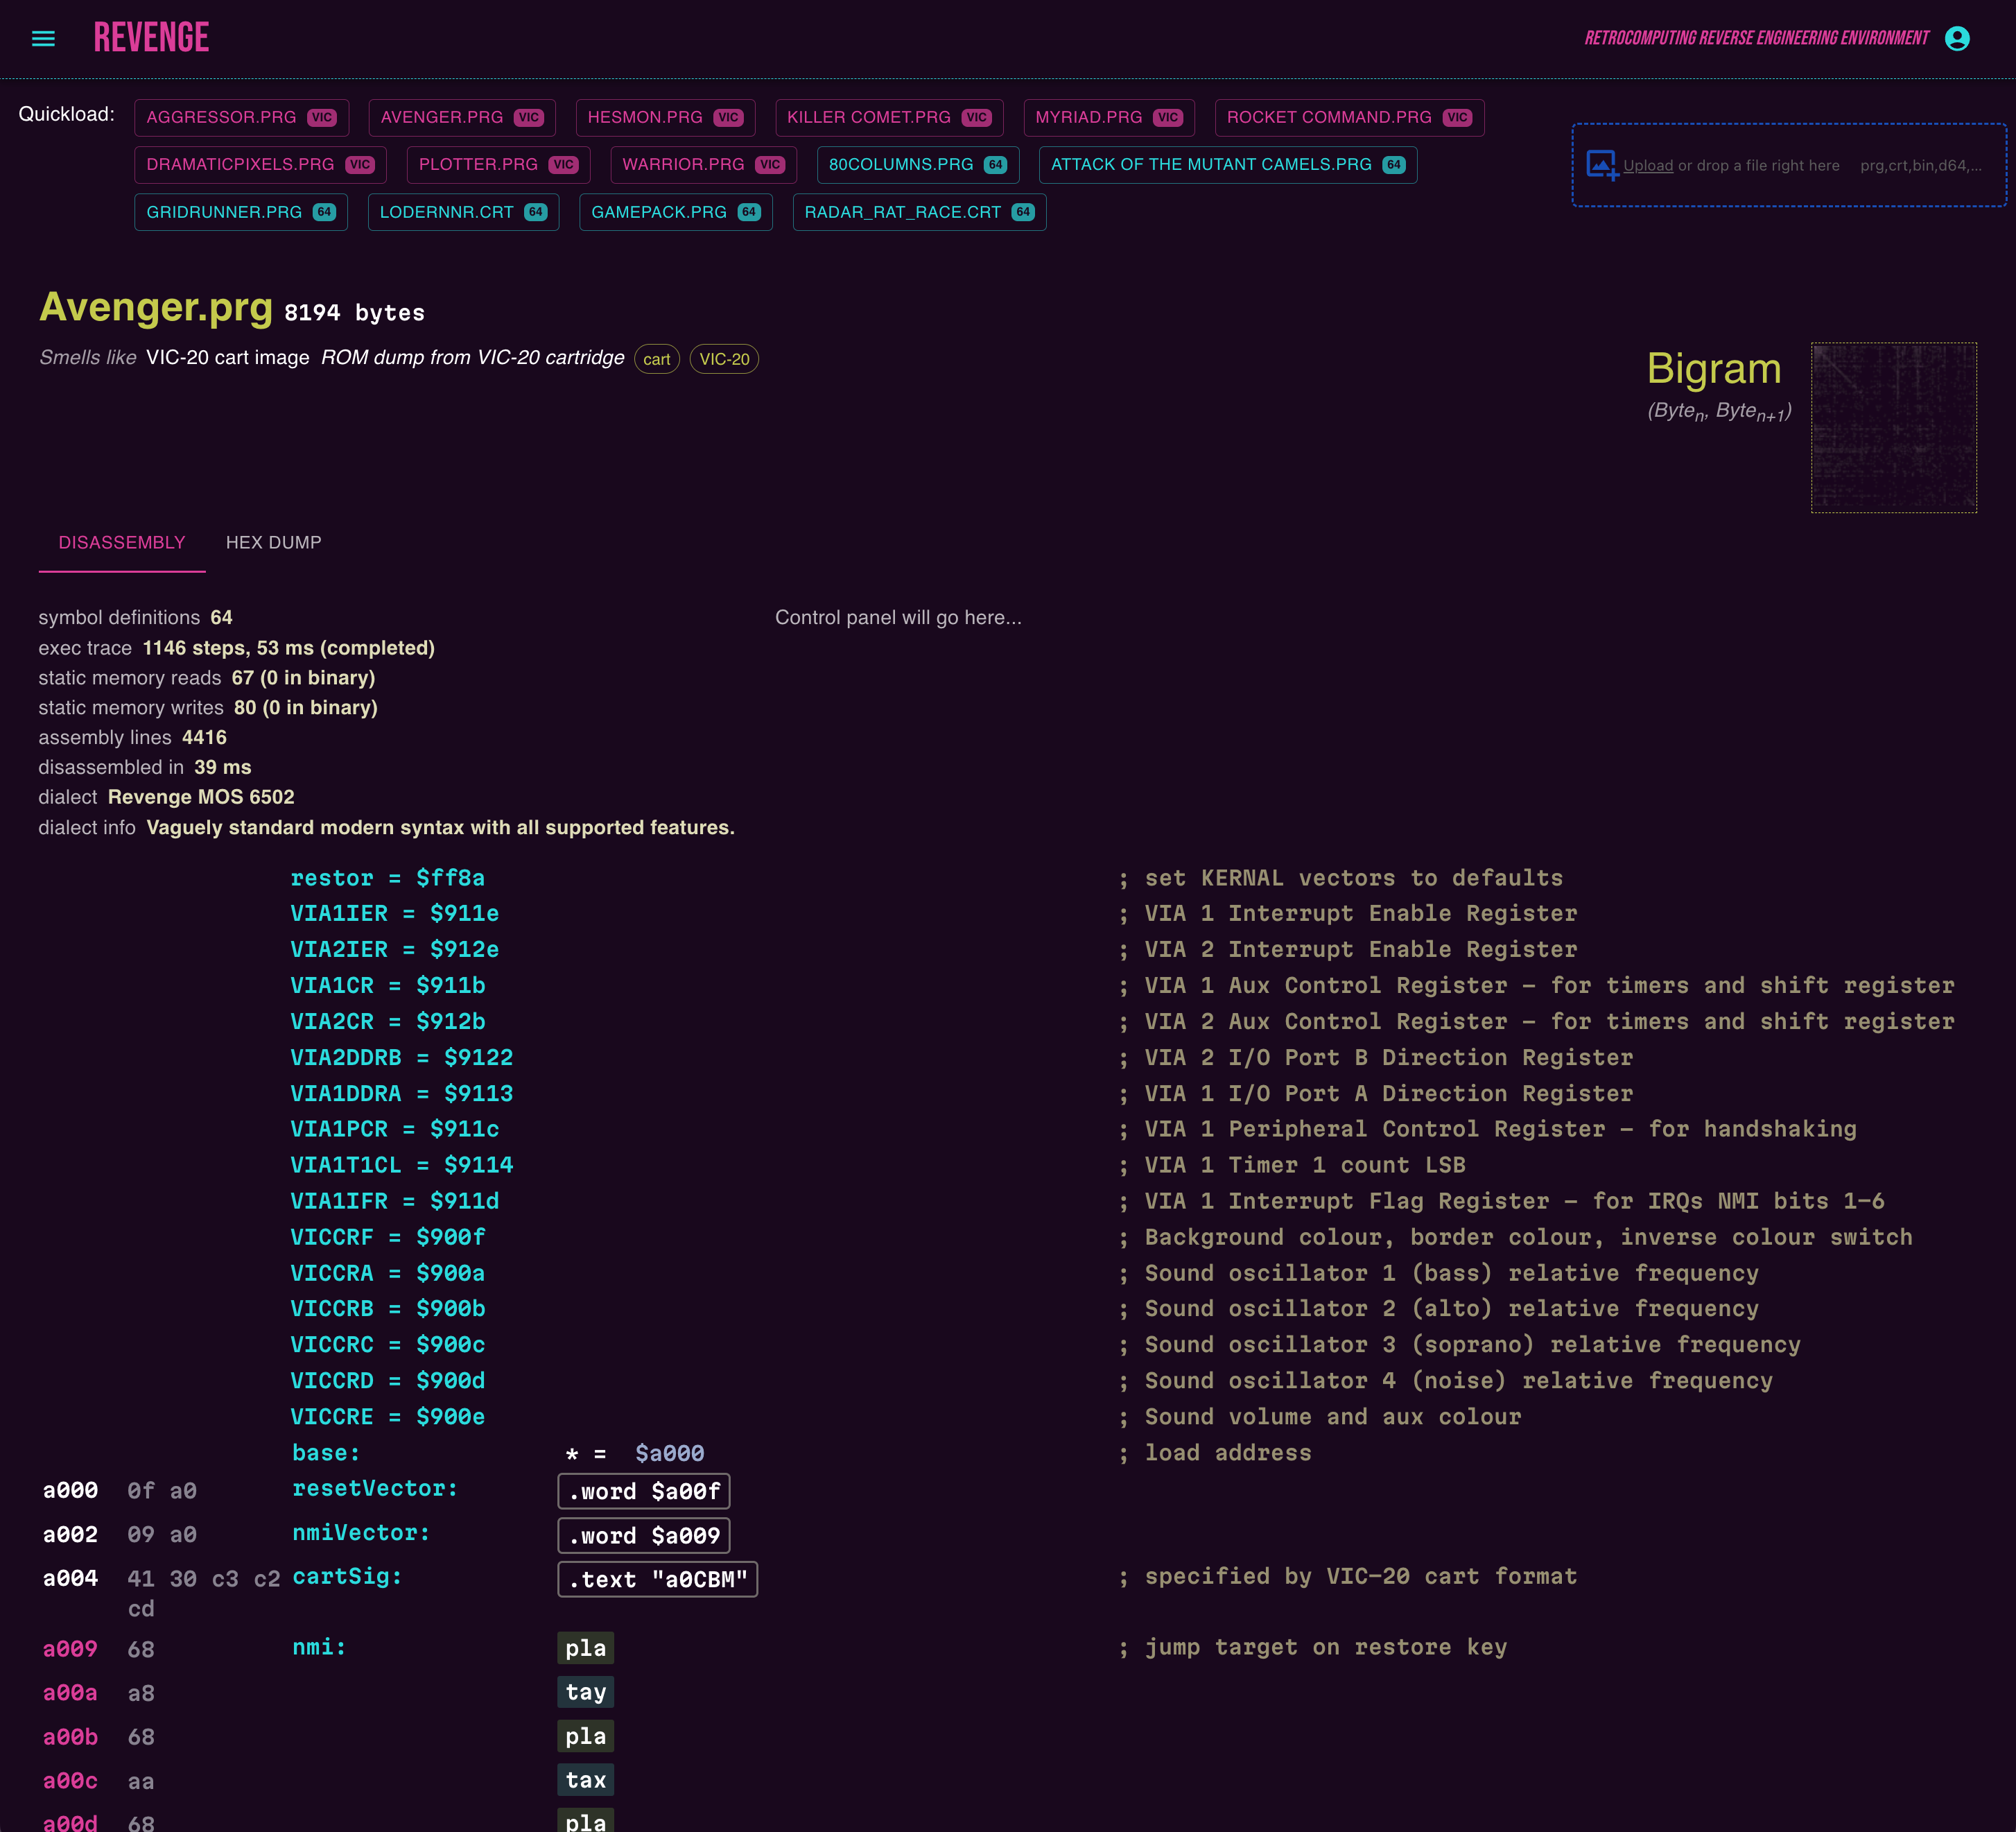 REVENGE
RETROCOMPUTING REVERSE ENGINEERING ENVIRONMENT
Quickload:
AGGRESSOR.PRG VIC AVENGER.PRG VIC HESMON.PRG VIC KILLER COMET.PRG VIC MYRIAD.PRG VIC ROCKET COMMAND.PRG VIC
DRAMATICPIXELS.PRG VIC PLOTTER.PRG VIC WARRIOR.PRG VIC 80COLUMNS.PRG 64 ATTACK OF THE MUTANT CAMELS.PRG 64
GRIDRUNNER.PRG 64 LODERNNR.CRT 64 GAMEPACK.PRG 64 RADAR_RAT_RACE.CRT 64
Upload or drop a file right here prg,crt,bin,d64,...
Avenger.prg 8194 bytes
Smells like VIC-20 cart image ROM dump from VIC-20 cartridge cart VIC-20
Bigram
(Byten, Byten+1)
DISASSEMBLY HEX DUMP
symbol definitions 64
exec trace 1146 steps, 53 ms (completed)
static memory reads 67 (0 in binary)
static memory writes 80 (0 in binary)
assembly lines 4416
disassembled in 39 ms
dialect Revenge MOS 6502
dialect info Vaguely standard modern syntax with all supported features.
Control panel will go here...
restor = $ff8a ; set KERNAL vectors to defaults
VIA1IER = $911e ; VIA 1 Interrupt Enable Register
VIA2IER = $912e ; VIA 2 Interrupt Enable Register
VIA1CR = $911b ; VIA 1 Aux Control Register – for timers and shift register
VIA2CR = $912b ; VIA 2 Aux Control Register – for timers and shift register
VIA2DDRB = $9122 ; VIA 2 I/O Port B Direction Register
VIA1DDRA = $9113 ; VIA 1 I/O Port A Direction Register
VIA1PCR = $911c ; VIA 1 Peripheral Control Register – for handshaking
VIA1T1CL = $9114 ; VIA 1 Timer 1 count LSB
VIA1IFR = $911d ; VIA 1 Interrupt Flag Register – for IRQs NMI bits 1–6
VICCRF = $900f ; Background colour, border colour, inverse colour switch
VICCRA = $900a ; Sound oscillator 1 (bass) relative frequency
VICCRB = $900b ; Sound oscillator 2 (alto) relative frequency
VICCRC = $900c ; Sound oscillator 3 (soprano) relative frequency
VICCRD = $900d ; Sound oscillator 4 (noise) relative frequency
VICCRE = $900e ; Sound volume and aux colour
base: * = $a000 ; load address
a000 0f a0 resetVector: .word $a00f
a002 09 a0 nmiVector: .word $a009
a004 41 30 c3 c2 cartSig: .text "a0CBM" ; specified by VIC–20 cart format
cd
a009 68 nmi: pla ; jump target on restore key
a00a a8 tay
a00b 68 pla
a00c aa tax
a00d 68 pla